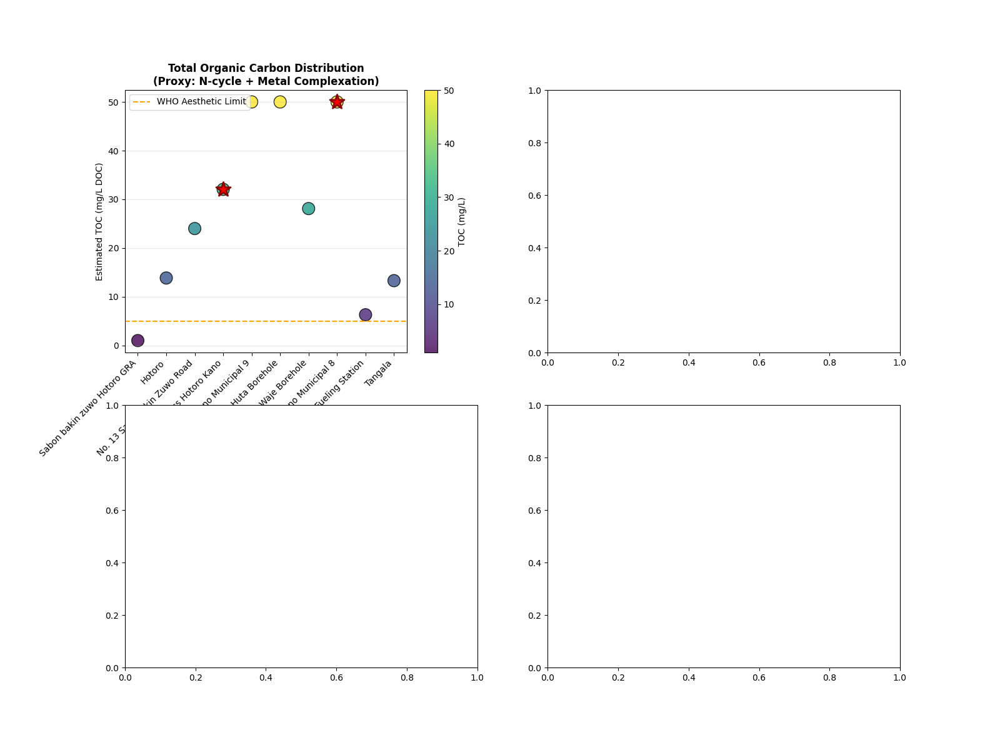 Total Organic Carbon Distribution
(Proxy: N-cycle + Metal Complexation)
WHO Aesthetic Limit
Estimated TOC (mg/L DOC)
50
40
30
20
10
0
Sabon bakin zuwo Hotoro GRA
Hotoro
No. 13 kin Zuwo Road
Hotoro Kano
Municipal 9
Huta Borehole
Waje Borehole
Municipal 8
Fueling Station
Tangala
50
40
30
20
10
TOC (mg/L)
1.0
0.8
0.6
0.4
0.2
0.0
0.0 0.2 0.4 0.6 0.8 1.0
1.0
0.8
0.6
0.4
0.2
0.0
0.0 0.2 0.4 0.6 0.8 1.0
1.0
0.8
0.6
0.4
0.2
0.0
0.0 0.2 0.4 0.6 0.8 1.0